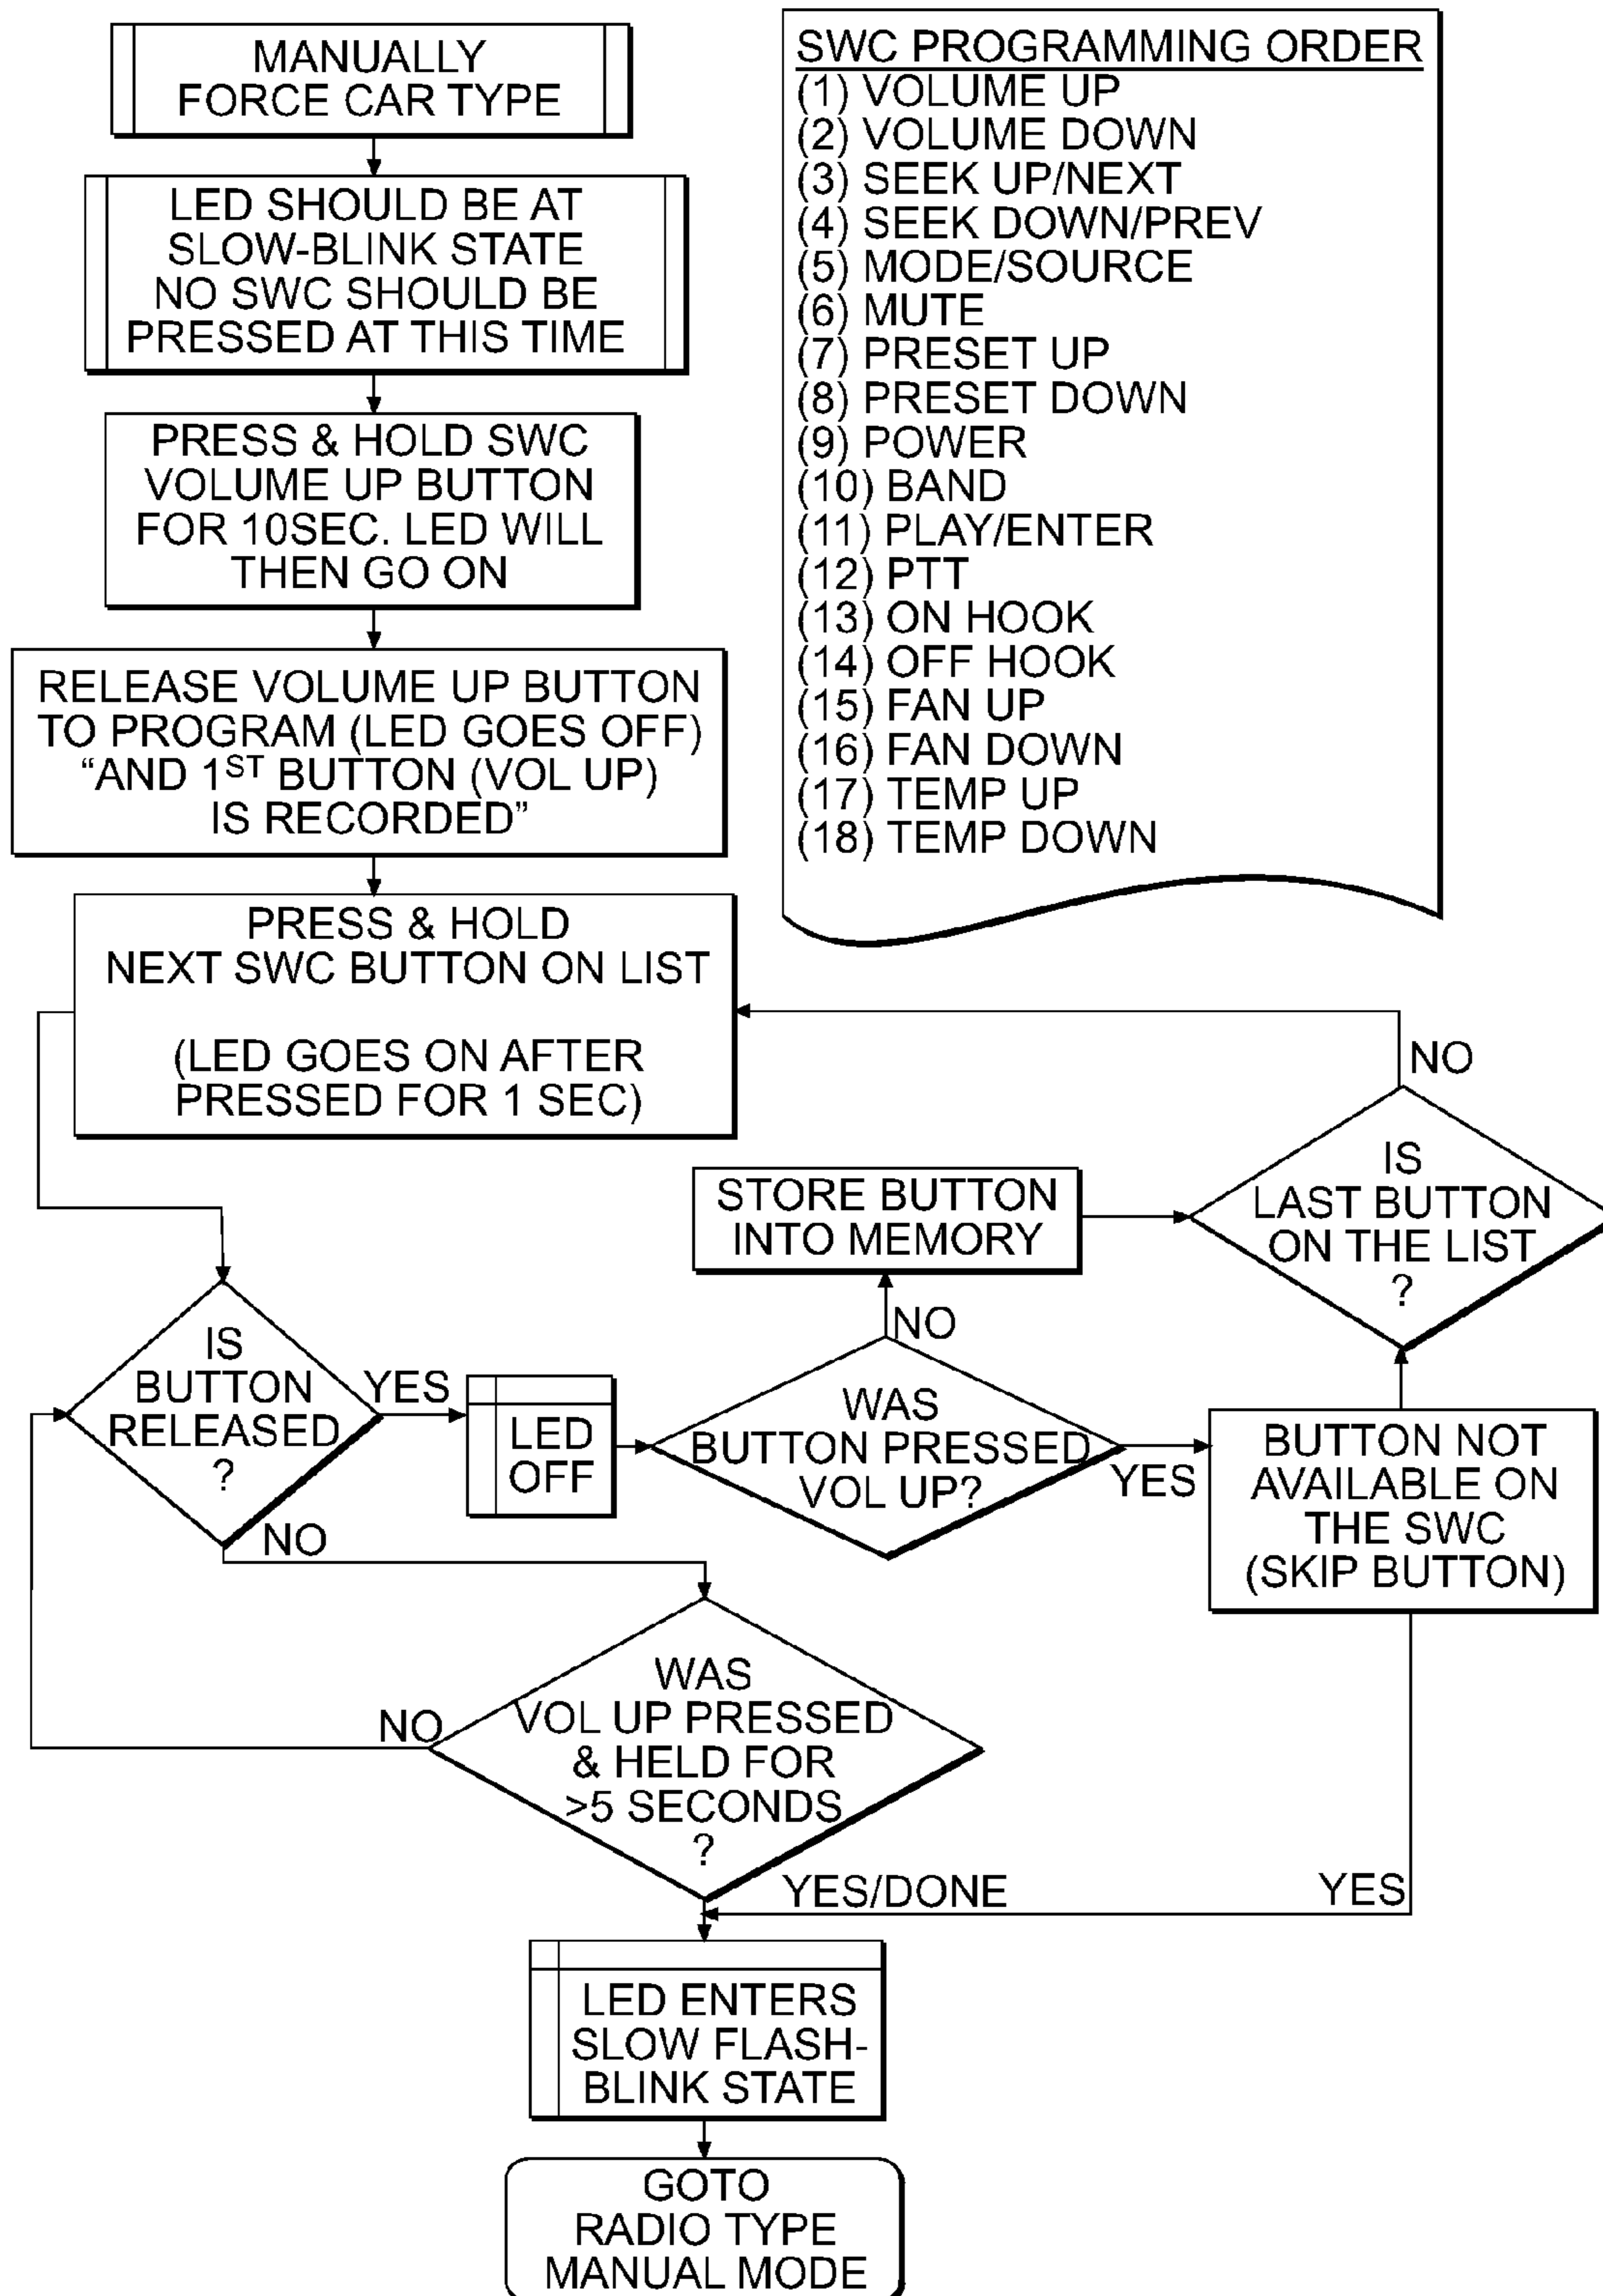 MANUALLY
FORCE CAR TYPE
LED SHOULD BE AT
SLOW-BLINK STATE
NO SWC SHOULD BE
PRESSED AT THIS TIME
PRESS & HOLD SWC
VOLUME UP BUTTON
FOR 10SEC. LED WILL
THEN GO ON
RELEASE VOLUME UP BUTTON
TO PROGRAM (LED GOES OFF)
“AND 1ST BUTTON (VOL UP)
IS RECORDED”
PRESS & HOLD
NEXT SWC BUTTON ON LIST
(LED GOES ON AFTER
PRESSED FOR 1 SEC)
SWC PROGRAMMING ORDER
(1) VOLUME UP
(2) VOLUME DOWN
(3) SEEK UP/NEXT
(4) SEEK DOWN/PREV
(5) MODE/SOURCE
(6) MUTE
(7) PRESET UP
(8) PRESET DOWN
(9) POWER
(10) BAND
(11) PLAY/ENTER
(12) PTT
(13) ON HOOK
(14) OFF HOOK
(15) FAN UP
(16) FAN DOWN
(17) TEMP UP
(18) TEMP DOWN
NO
IS
LAST BUTTON
ON THE LIST
?
STORE BUTTON
INTO MEMORY
NO
IS
BUTTON
RELEASED
?
YES
LED
OFF
WAS
BUTTON PRESSED
VOL UP?
YES
BUTTON NOT
AVAILABLE ON
THE SWC
(SKIP BUTTON)
NO
WAS
VOL UP PRESSED
& HELD FOR
>5 SECONDS
?
NO
YES/DONE
YES
LED ENTERS
SLOW FLASH-
BLINK STATE
GOTO
RADIO TYPE
MANUAL MODE